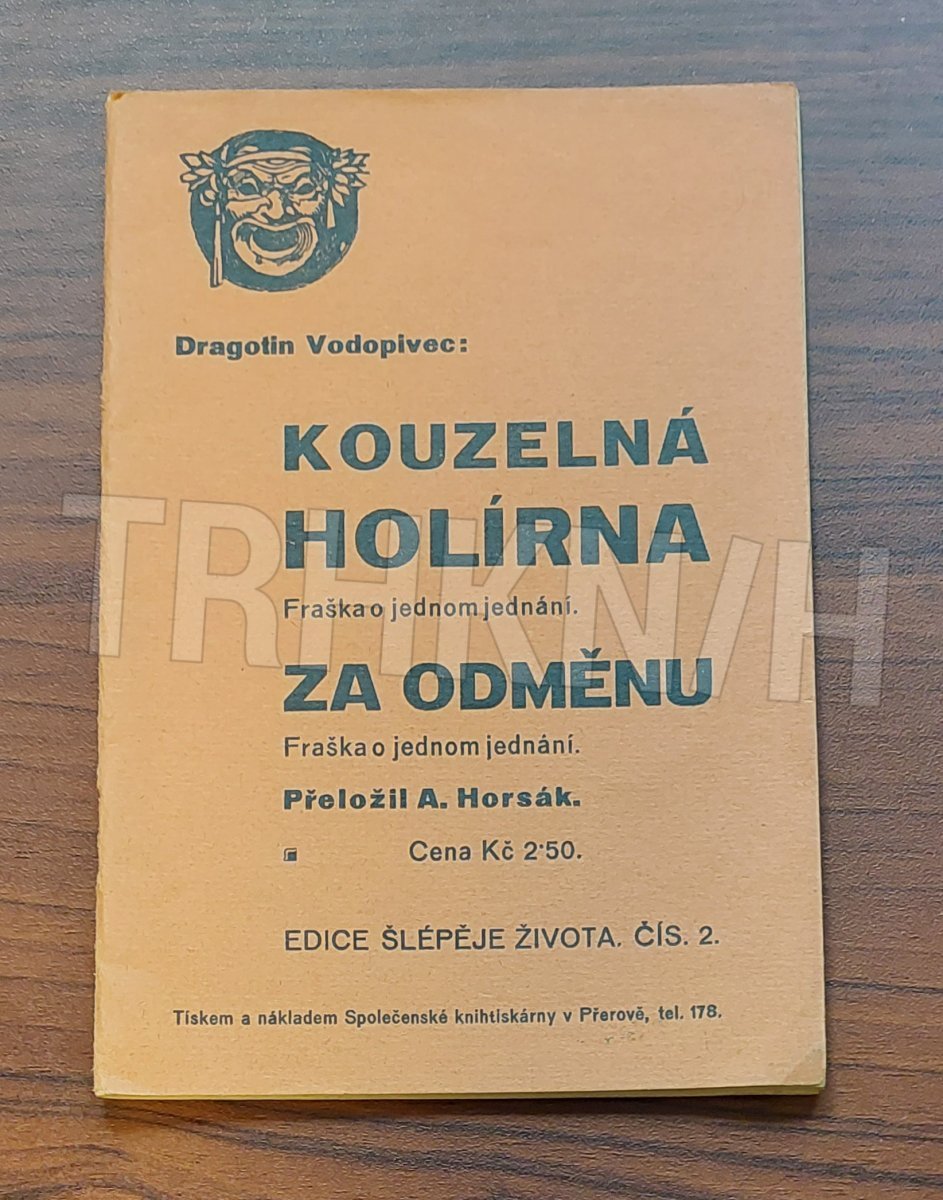 Dragotin Vodopivec:
KOUZELNÁ
HOLÍRNA
Fraška o jednom jednání.
ZA ODMĚNU
Fraška o jednom jednání.
Přeložil A. Horsák.
Cena Kč 2·50.
EDICE ŠLÉPĚJE ŽIVOTA. ČÍS. 2.
Tískem a nákladem Společenské knihtiskárny v Přerově, tel. 178.
TRHKN/H